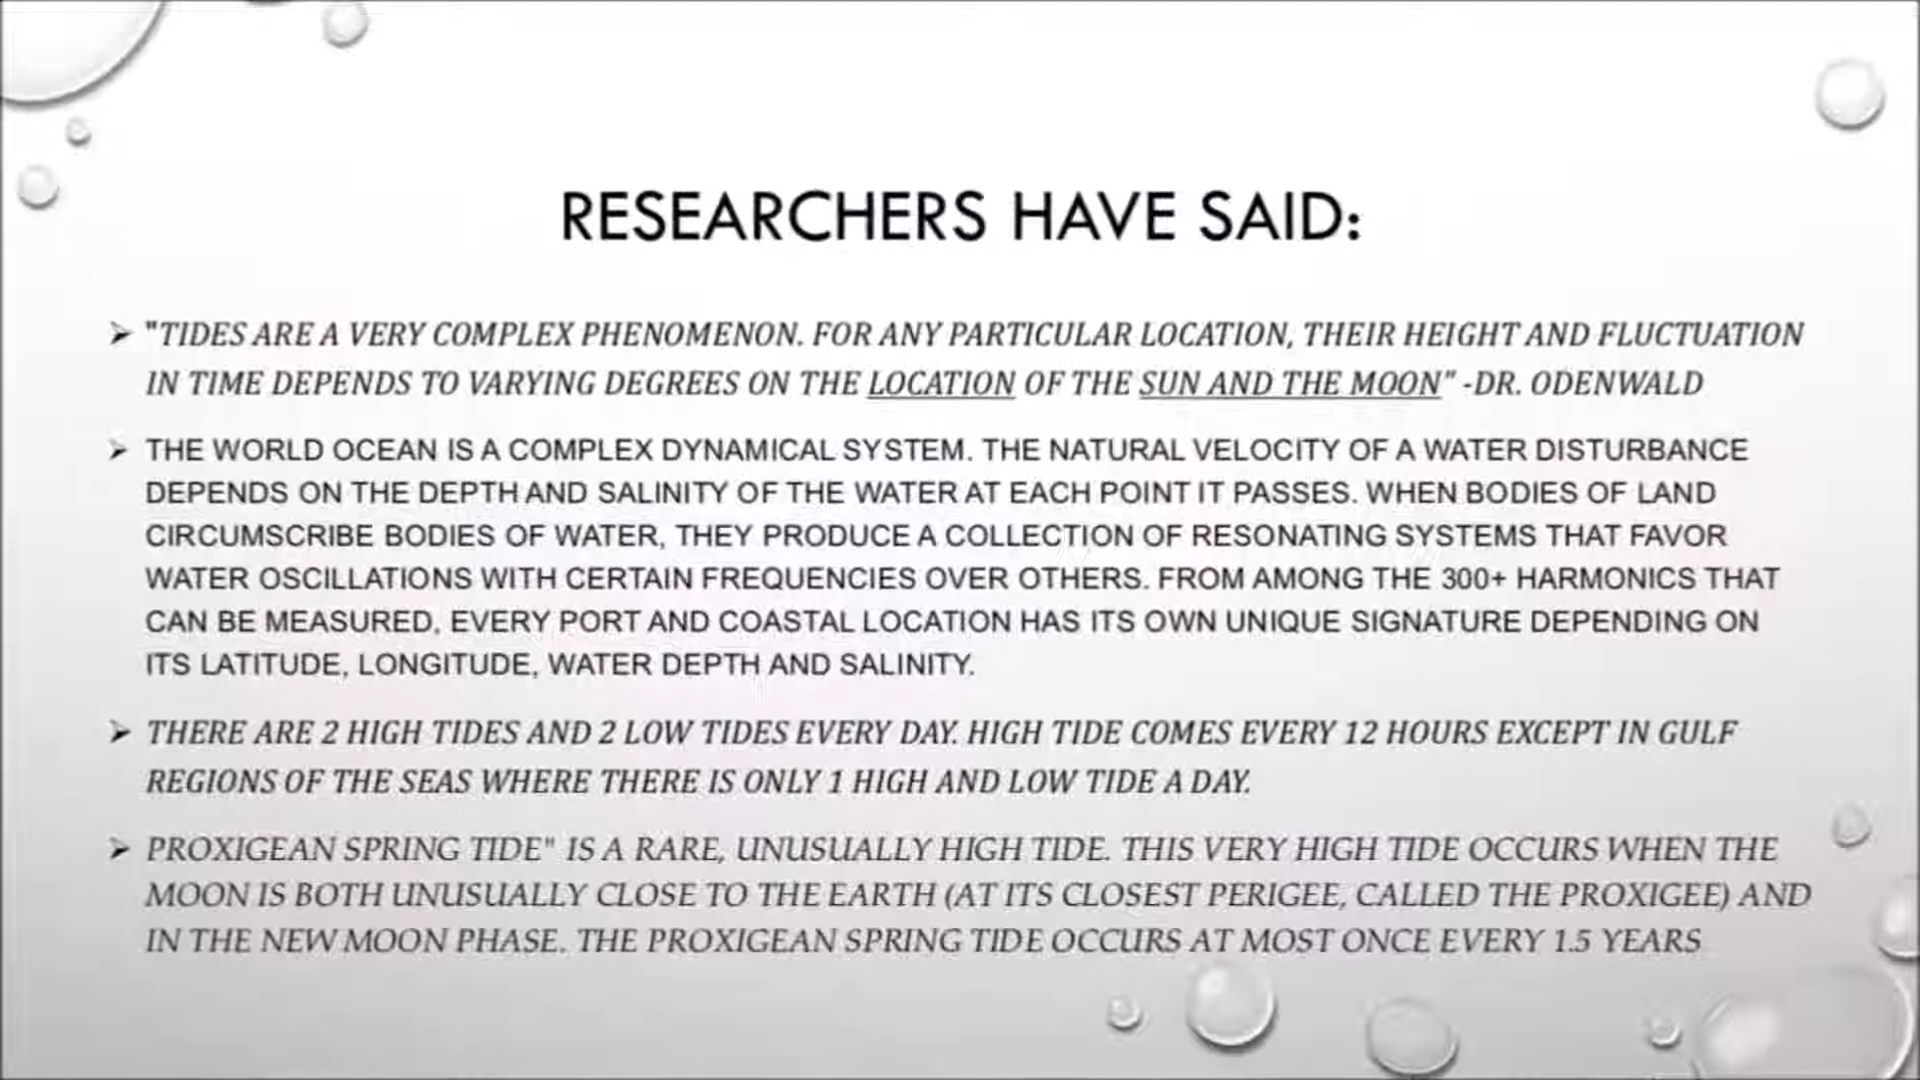 RESEARCHERS HAVE SAID:
➢ "TIDES ARE A VERY COMPLEX PHENOMENON. FOR ANY PARTICULAR LOCATION, THEIR HEIGHT AND FLUCTUATION
IN TIME DEPENDS TO VARYING DEGREES ON THE LOCATION OF THE SUN AND THE MOON" -DR. ODENWALD
➢ THE WORLD OCEAN IS A COMPLEX DYNAMICAL SYSTEM. THE NATURAL VELOCITY OF A WATER DISTURBANCE
DEPENDS ON THE DEPTH AND SALINITY OF THE WATER AT EACH POINT IT PASSES. WHEN BODIES OF LAND
CIRCUMSCRIBE BODIES OF WATER, THEY PRODUCE A COLLECTION OF RESONATING SYSTEMS THAT FAVOR
WATER OSCILLATIONS WITH CERTAIN FREQUENCIES OVER OTHERS. FROM AMONG THE 300+ HARMONICS THAT
CAN BE MEASURED, EVERY PORT AND COASTAL LOCATION HAS ITS OWN UNIQUE SIGNATURE DEPENDING ON
ITS LATITUDE, LONGITUDE, WATER DEPTH AND SALINITY.
➢ THERE ARE 2 HIGH TIDES AND 2 LOW TIDES EVERY DAY. HIGH TIDE COMES EVERY 12 HOURS EXCEPT IN GULF
REGIONS OF THE SEAS WHERE THERE IS ONLY 1 HIGH AND LOW TIDE A DAY.
➢ PROXIGEAN SPRING TIDE" IS A RARE, UNUSUALLY HIGH TIDE. THIS VERY HIGH TIDE OCCURS WHEN THE
MOON IS BOTH UNUSUALLY CLOSE TO THE EARTH (AT ITS CLOSEST PERIGEE, CALLED THE PROXIGEE) AND
IN THE NEW MOON PHASE. THE PROXIGEAN SPRING TIDE OCCURS AT MOST ONCE EVERY 1.5 YEARS